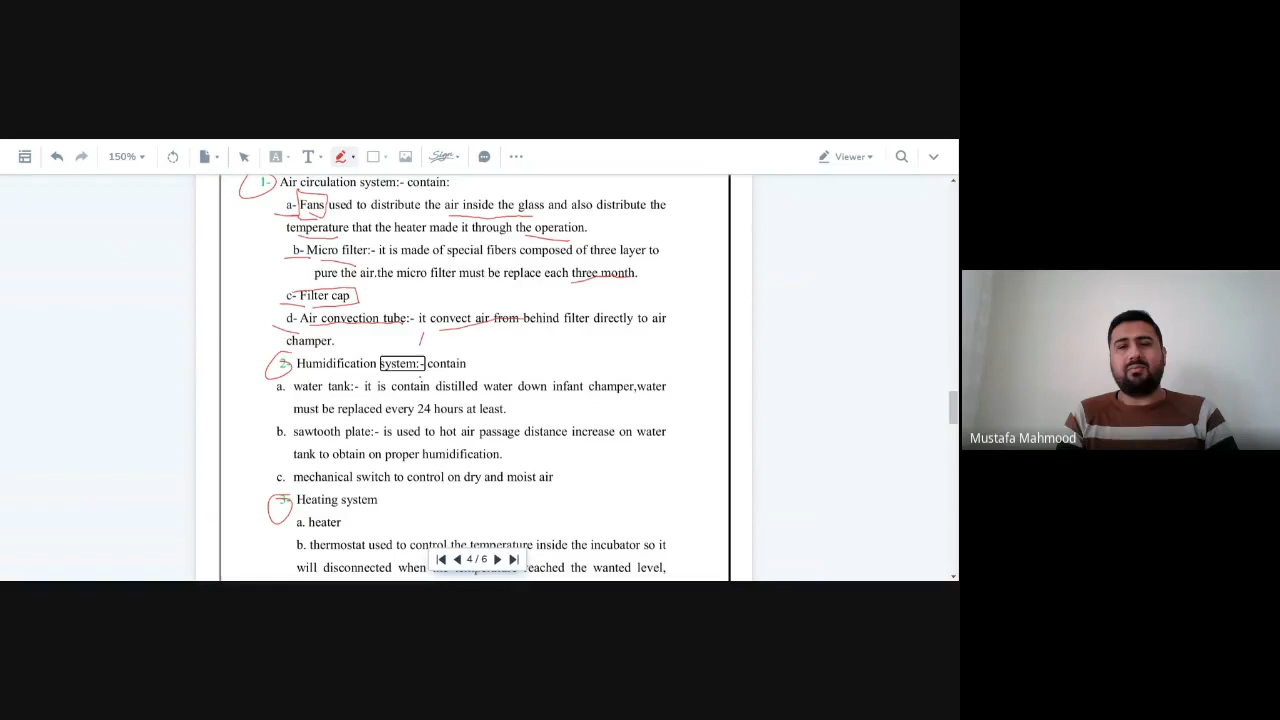 150%
Viewer
1- Air circulation system:- contain:
a- Fans used to distribute the air inside the glass and also distribute the
temperature that the heater made it through the operation.
b- Micro filter:- it is made of special fibers composed of three layer to
pure the air.the micro filter must be replace each three month.
c- Filter cap
d- Air convection tube:- it convect air from behind filter directly to air
champer.
2- Humidification system:- contain
a. water tank:- it is contain distilled water down infant champer,water
must be replaced every 24 hours at least.
b. sawtooth plate:- is used to hot air passage distance increase on water
tank to obtain on proper humidification.
c. mechanical switch to control on dry and moist air
3- Heating system
a. heater
b. thermostat used to control the temperature inside the incubator so it
will disconnected when the temperature reached the wanted level,
4 / 6
Mustafa Mahmood